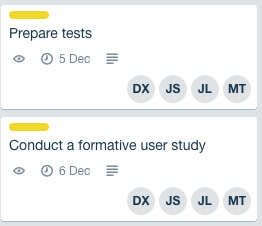 Prepare tests
5 Dec
DX JS JL MT
Conduct a formative user study
6 Dec
DX JS JL MT